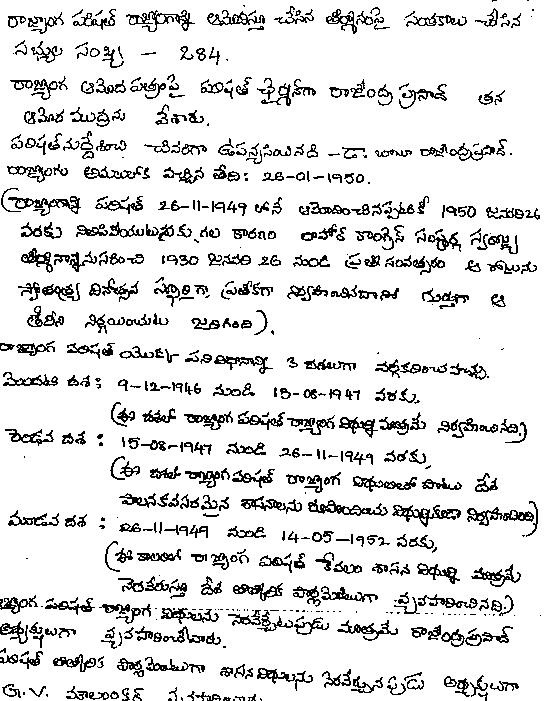 రాజ్యాంగ పరిషత్ రాజ్యాంగాన్ని ఆమోదిస్తూ చేసిన తీర్మానంపై సంతకాలు చేసిన
సభ్యుల సంఖ్య - 284.
రాజ్యాంగ ఆమోద పత్రంపై పరిషత్ ఛైర్మన్‌గా రాజేంద్ర ప్రసాద్ తన
ఆమోద ముద్రను వేశారు.
పరిషత్‌నుద్దేశించి చివరిగా ఉపన్యసించినది - డా. బాబు రాజేంద్రప్రసాద్.
రాజ్యాంగం అమలులోకి వచ్చిన తేది: 26-01-1950.
(రాజ్యాంగాన్ని పరిషత్ 26-11-1949 లోనే ఆమోదించినప్పటికీ 1950 జనవరి 26
వరకు నిలిపివేయుటకు గల కారణం లాహోర్ కాంగ్రెస్ సంపూర్ణ స్వరాజ్య
తీర్మానాన్ననుసరించి 1930 జనవరి 26 నుండి ప్రతి సంవత్సరం ఆ రోజును
స్వాతంత్ర్య దినోత్సవ స్ఫూర్తిగా ప్రత్యేకంగా నిర్వహించినదానికి గుర్తుగా ఆ
తేదీని నిర్ణయించుట జరిగింది).
రాజ్యాంగ పరిషత్ యొక్క పనివిధానాన్ని 3 దశలుగా వర్గీకరించవచ్చు.
మొదటి దశ : 9-12-1946 నుండి 15-08-1947 వరకు.
(ఈ దశలో రాజ్యాంగ పరిషత్ రాజ్యాంగ విధుల్ని మాత్రమే నిర్వహించినది)
రెండవ దశ : 15-08-1947 నుండి 26-11-1949 వరకు,
(ఈ దశలో రాజ్యాంగ పరిషత్ రాజ్యాంగ విధులతో పాటు దేశ
పాలనకవసరమైన శాసనాలను రూపొందించు విధుల్నికూడా నిర్వహించింది)
మూడవ దశ : 26-11-1949 నుండి 14-05-1952 వరకు,
(ఈ కాలంలో రాజ్యాంగ పరిషత్ కేవలం శాసన విధుల్ని మాత్రమే
నెరవేరుస్తూ దేశ తాత్కాలిక పార్లమెంటుగా వ్యవహరించినది)
రాజ్యాంగ పరిషత్ రాజ్యాంగ విధులను నెరవేర్చేటప్పుడు మాత్రమే రాజేంద్రప్రసాద్
అధ్యక్షులుగా వ్యవహరించేవారు.
పరిషత్ తాత్కాలిక పార్లమెంటుగా శాసన విధులను నెరవేర్చునప్పుడు అధ్యక్షులుగా
G.V. మావలంకర్ వ్యవహరించారు.